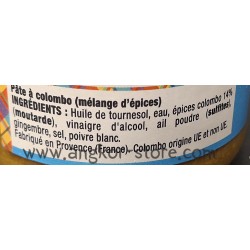 Pâte à colombo (mélange d'épices)
INGRÉDIENTS : Huile de tournesol, eau, épices colombo 14%
(moutarde), vinaigre d'alcool, ail poudre (sulfites),
gingembre, sel, poivre blanc.
Fabriqué en Provence (France). Colombo origine UE et non UE.
www.angkor-store.com